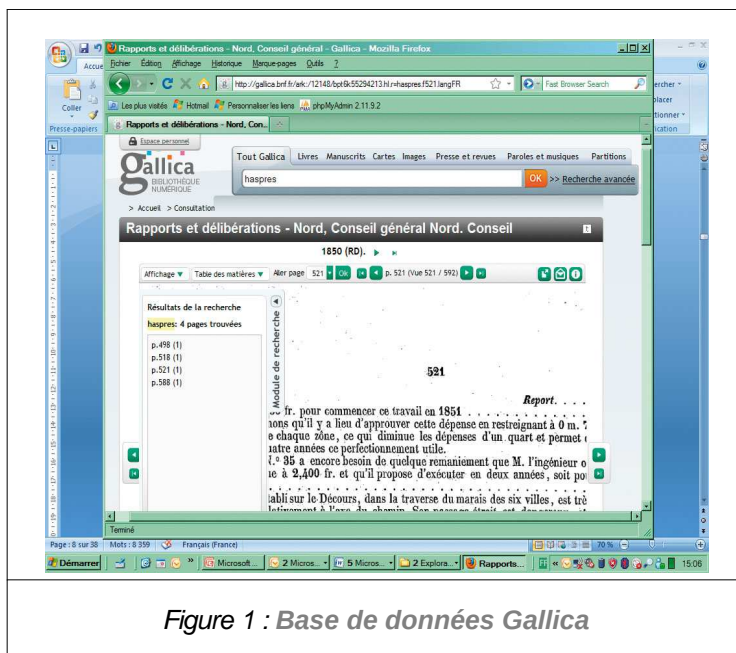 Rapports et délibérations - Nord, Conseil général - Gallica - Mozilla Firefox
Accue
Fichier Édition Affichage Historique Marque-pages Outils ?
http://gallica.bnf.fr/ark:/12148/bpt6k55294213.hl.r=haspres.f521.langFR
Fast Browser Search
Coller
Presse-papiers
Les plus visités Hotmail Personnaliser les liens phpMyAdmin 2.11.9.2
Rapports et délibérations - Nord, Con...
ercher
placer
tionner
ication
Espace personnel
gallica
BIBLIOTHÈQUE
NUMÉRIQUE
Tout Gallica Livres Manuscrits Cartes Images Presse et revues Paroles et musiques Partitions
haspres
OK >> Recherche avancée
> Accueil > Consultation
Rapports et délibérations - Nord, Conseil général Nord. Conseil
1850 (RD).
Affichage Table des matières Aller page 521 Ok p. 521 (Vue 521 / 592)
Résultats de la recherche
haspres: 4 pages trouvées
p.498 (1)
p.518 (1)
p.521 (1)
p.588 (1)
Module de recherche
521
Report. . . .
fr. pour commencer ce travail en 1851 . . . . . . . . . . . .
nons qu'il y a lieu d'approuver cette dépense en restreignant à 0 m.
e chaque zône, ce qui diminue les dépenses d'un quart et permet
uatre années ce perfectionnement utile.
N.° 35 a encore besoin de quelque remaniement que M. l'ingénieur o
ue à 2,400 fr. et qu'il propose d'exécuter en deux années, soit po
. . . . . . . . . . . . . . . . . . . .
tabli sur le Décours, dans la traverse du marais des six villes, est trè
lativement à l'axe du chemin. Son passage étroit est dangereux
Terminé
Page : 8 sur 38 Mots : 8 359 Français (France) 70 %
Démarrer Microsoft... 2 Micros... 5 Micros... 2 Explora... Rapports... 15:06
Figure 1 : Base de données Gallica